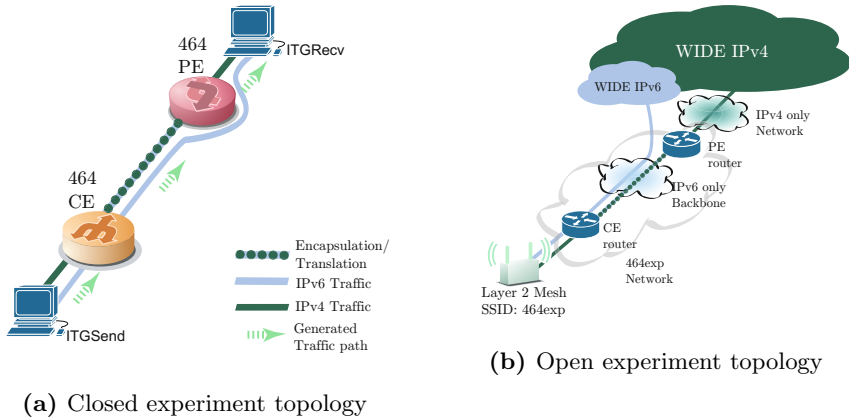 464
PE
ITGRecv
464
CE
Encapsulation/
Translation
IPv6 Traffic
IPv4 Traffic
Generated
Traffic path
ITGSend
(a) Closed experiment topology
WIDE IPv4
WIDE IPv6
IPv4 only
Network
PE
router
IPv6 only
Backbone
CE
router
464exp
Network
Layer 2 Mesh
SSID: 464exp
(b) Open experiment topology